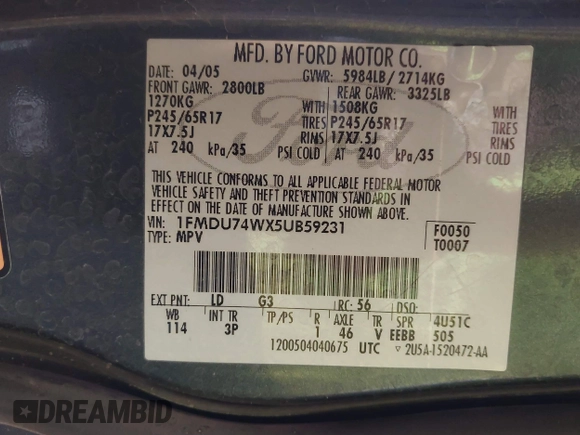 MFD. BY FORD MOTOR CO.
DATE: 04/05 GVWR: 5984LB / 2714KG
FRONT GAWR: 2800LB REAR GAWR: 3325LB
1270KG WITH 1508KG WITH
P245/65R17 TIRES P245/65R17 TIRES
17X7.5J RIMS 17X7.5J RIMS
AT 240 kPa/35 PSI COLD AT 240 kPa/35 PSI COLD
Ford
THIS VEHICLE CONFORMS TO ALL APPLICABLE FEDERAL MOTOR
VEHICLE SAFETY AND THEFT PREVENTION STANDARDS IN
EFFECT ON THE DATE OF MANUFACTURE SHOWN ABOVE.
VIN: 1FMDU74WX5UB59231 F0050
TYPE: MPV T0007
EXT PNT: LD G3 RC: 56 DSO:
WB INT TR TP/PS R AXLE TR SPR 4U51C
114 3P 1 46 V EEBB 505
1200504040675 UTC 2U5A-1520472-AA
DREAMBID